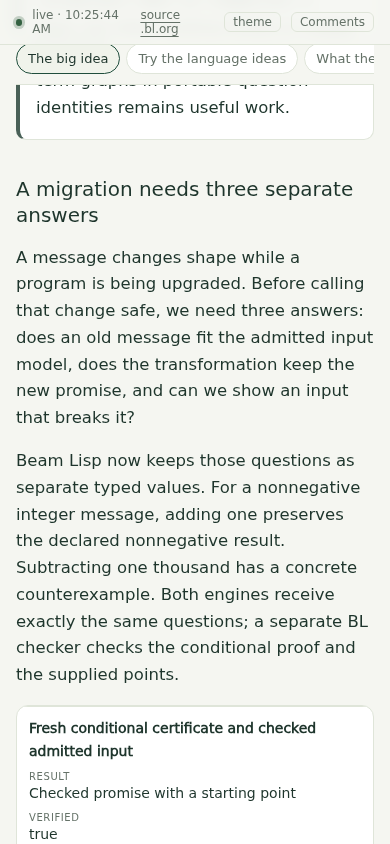 live · 10:25:44 AM
source.bl.org
theme
Comments
The big idea
Try the language ideas
What the
term graphs in portable question
identities remains useful work.
A migration needs three separate
answers
A message changes shape while a
program is being upgraded. Before calling
that change safe, we need three answers:
does an old message fit the admitted input
model, does the transformation keep the
new promise, and can we show an input
that breaks it?
Beam Lisp now keeps those questions as
separate typed values. For a nonnegative
integer message, adding one preserves
the declared nonnegative result.
Subtracting one thousand has a concrete
counterexample. Both engines receive
exactly the same questions; a separate BL
checker checks the conditional proof and
the supplied points.
Fresh conditional certificate and checked
admitted input
RESULT
Checked promise with a starting point
VERIFIED
true